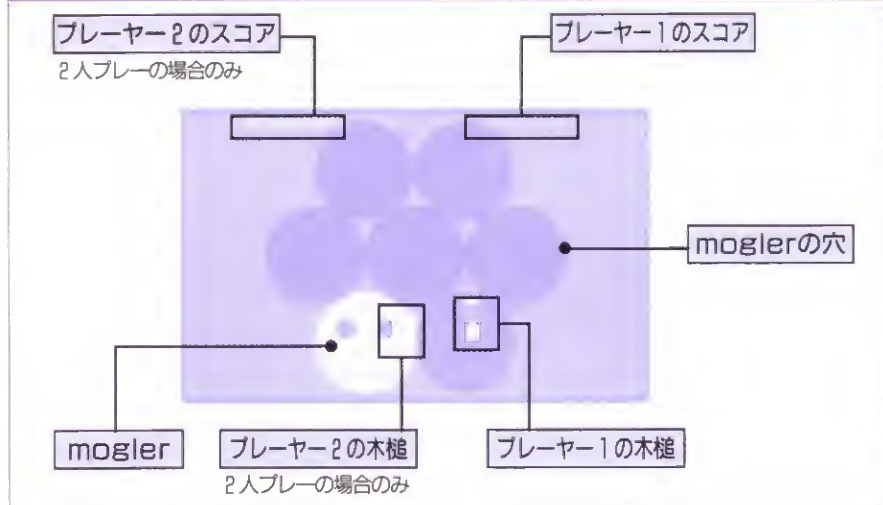 プレーヤー2のスコア
2人プレーの場合のみ
プレーヤー1のスコア
moglerの穴
mogler
プレーヤー2の木槌
2人プレーの場合のみ
プレーヤー1の木槌